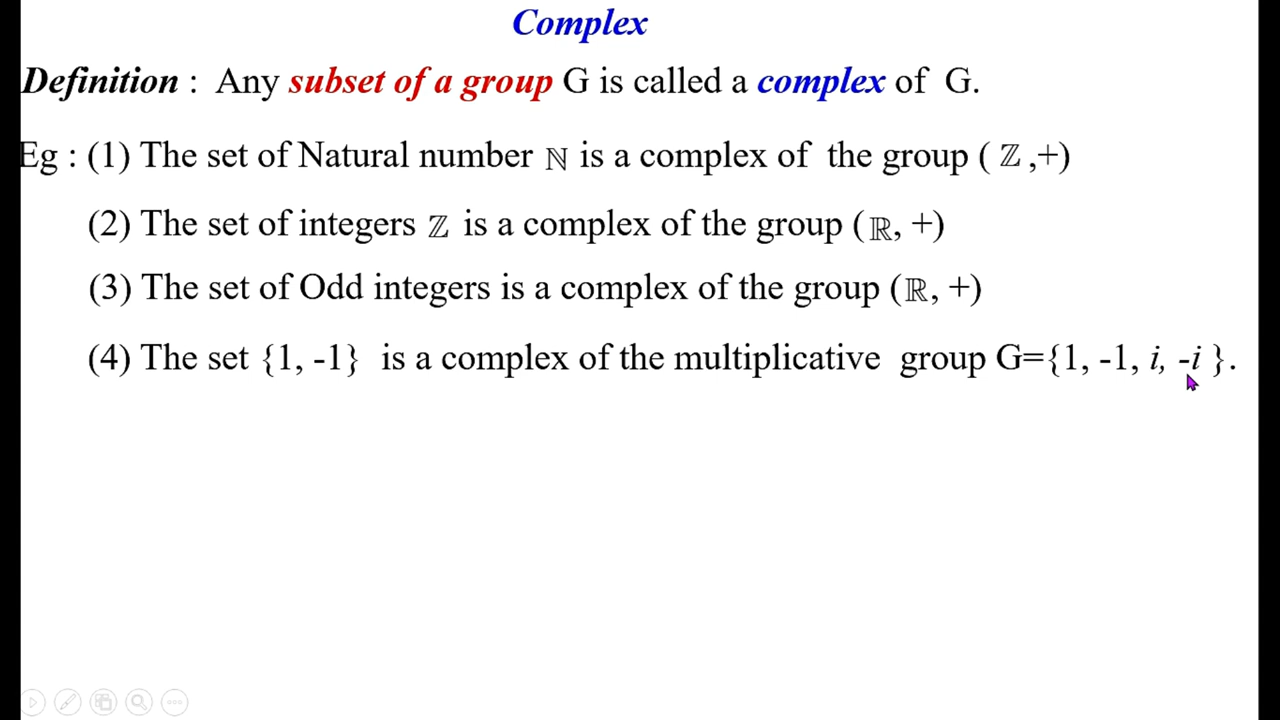 Complex
Definition : Any subset of a group G is called a complex of G.
Eg : (1) The set of Natural number ℕ is a complex of the group ( ℤ ,+)
(2) The set of integers ℤ is a complex of the group (ℝ, +)
(3) The set of Odd integers is a complex of the group (ℝ, +)
(4) The set {1, -1} is a complex of the multiplicative group G={1, -1, i, -i }.